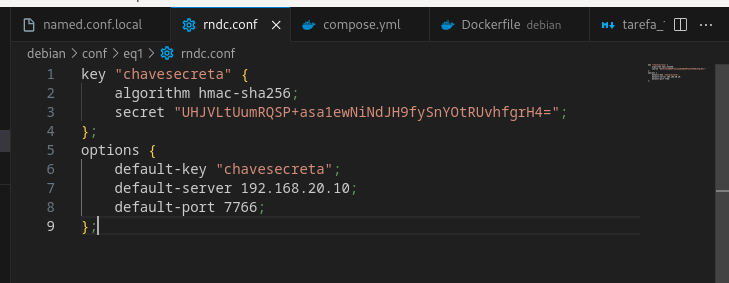 named.conf.local rndc.conf compose.yml Dockerfile debian tarefa_
debian > conf > eq1 > rndc.conf
1 key "chavesecreta" {
2 algorithm hmac-sha256;
3 secret "UHJVLtUumRQSP+asa1ewNiNdJH9fySnYOtRUvhfgrH4=";
4 };
5 options {
6 default-key "chavesecreta";
7 default-server 192.168.20.10;
8 default-port 7766;
9 };